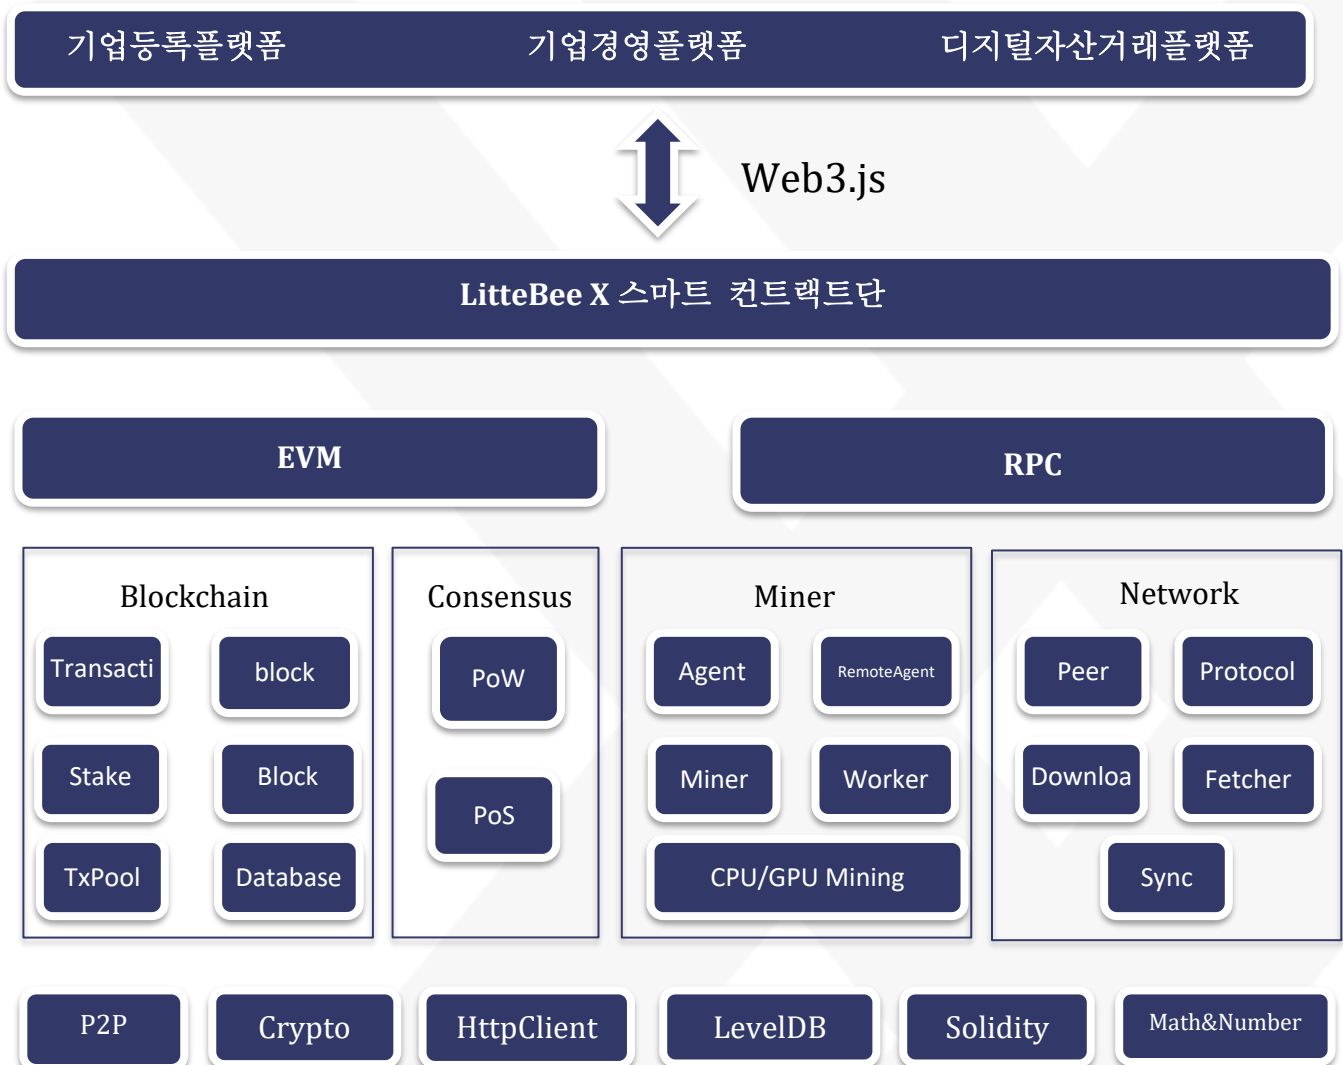 기업등록플랫폼 기업경영플랫폼 디지털자산거래플랫폼
Web3.js
LitteBee X 스마트 컨트랙트단
EVM RPC
Blockchain
Transacti block
Stake Block
TxPool Database
Consensus
PoW
PoS
Miner
Agent RemoteAgent
Miner Worker
CPU/GPU Mining
Network
Peer Protocol
Downloa Fetcher
Sync
P2P Crypto HttpClient LevelDB Solidity Math&Number